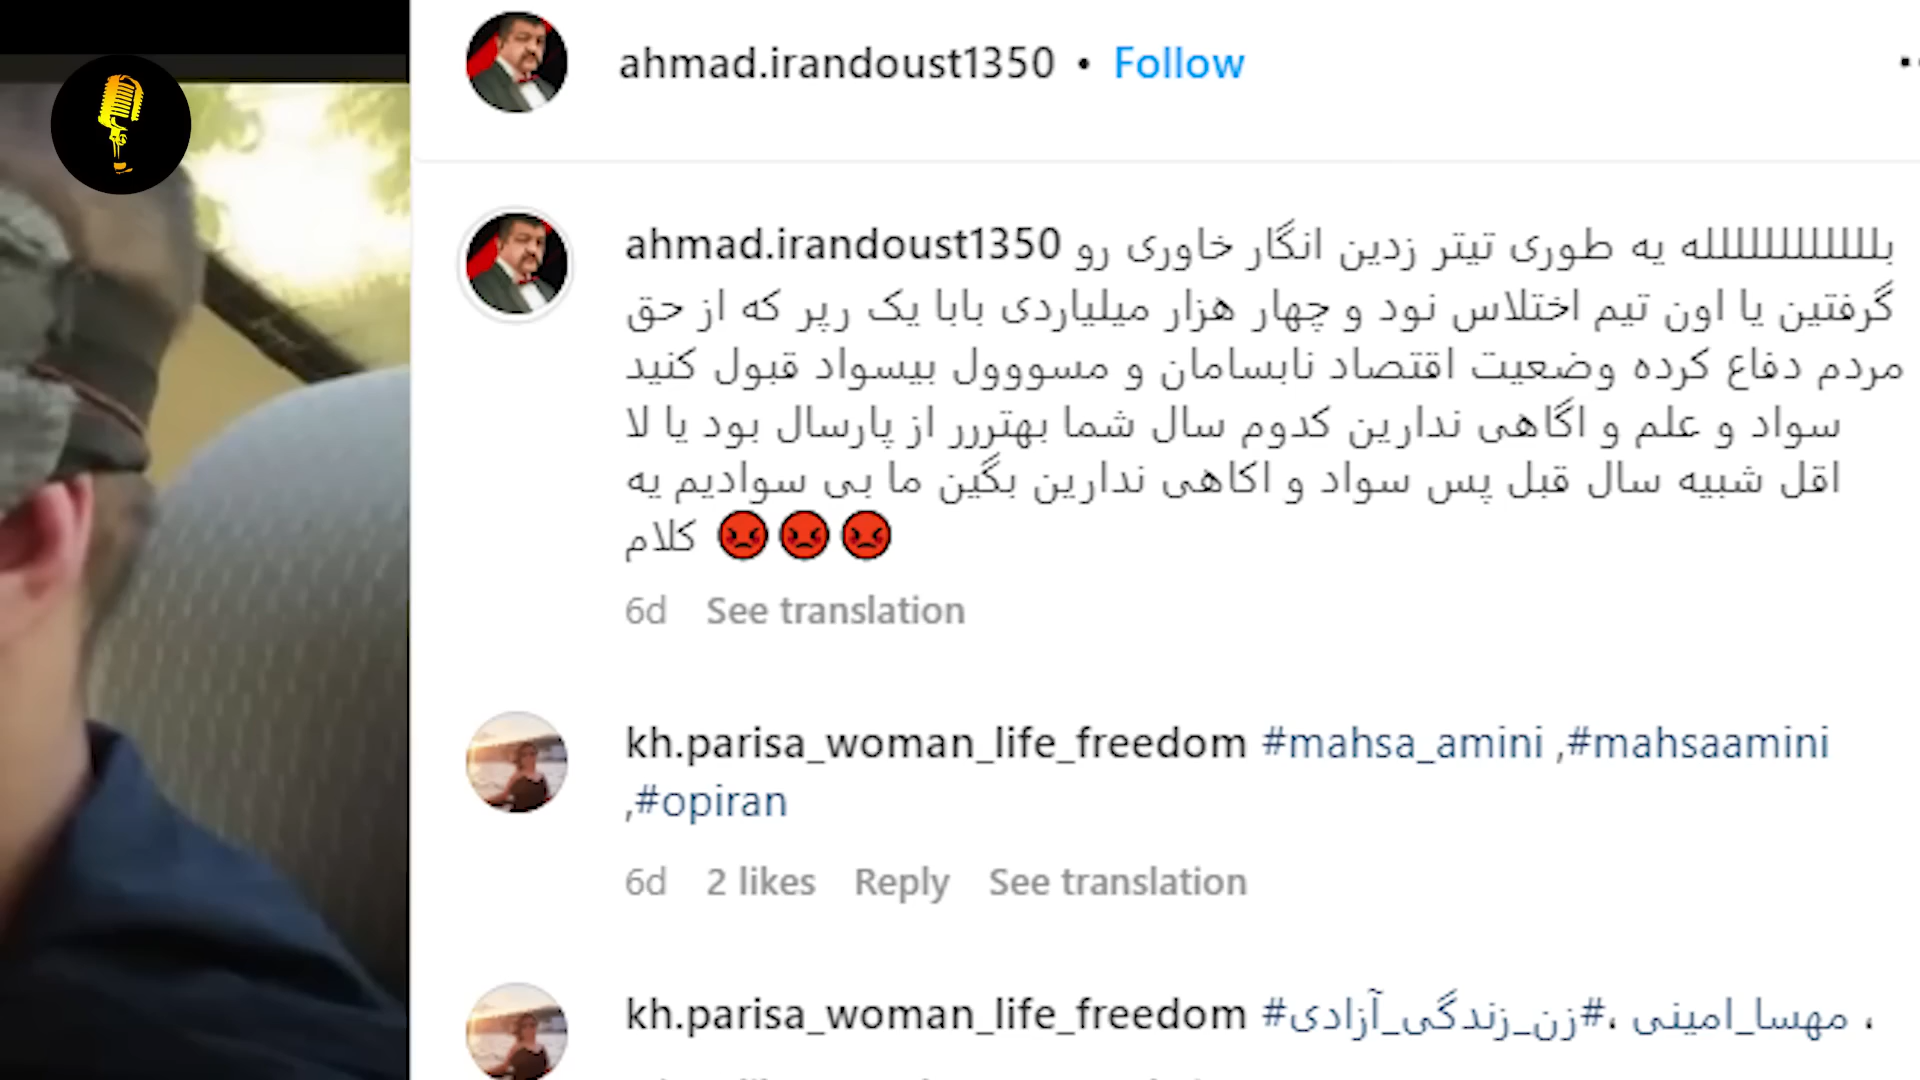 ahmad.irandoust1350 • Follow
ahmad.irandoust1350 بلللللللللللللله یه طوری تیتر زدین انگار خاوری رو
گرفتین یا اون تیم اختلاس نود و چهار هزار میلیاردی بابا یک رپر که از حق
مردم دفاع کرده وضعیت اقتصاد نابسامان و مسووول بیسواد قبول کنید
سواد و علم و اگاهی ندارین کدوم سال شما بهترررر از پارسال بود یا لا
اقل شبیه سال قبل پس سواد و اکاهی ندارین بگین ما بی سوادیم یه
کلام 😡😡😡
6d See translation
kh.parisa_woman_life_freedom #mahsa_amini ,#mahsaamini
,#opiran
6d 2 likes Reply See translation
kh.parisa_woman_life_freedom #مهسا_امینی ،#زن_زندگی_آزادی ،